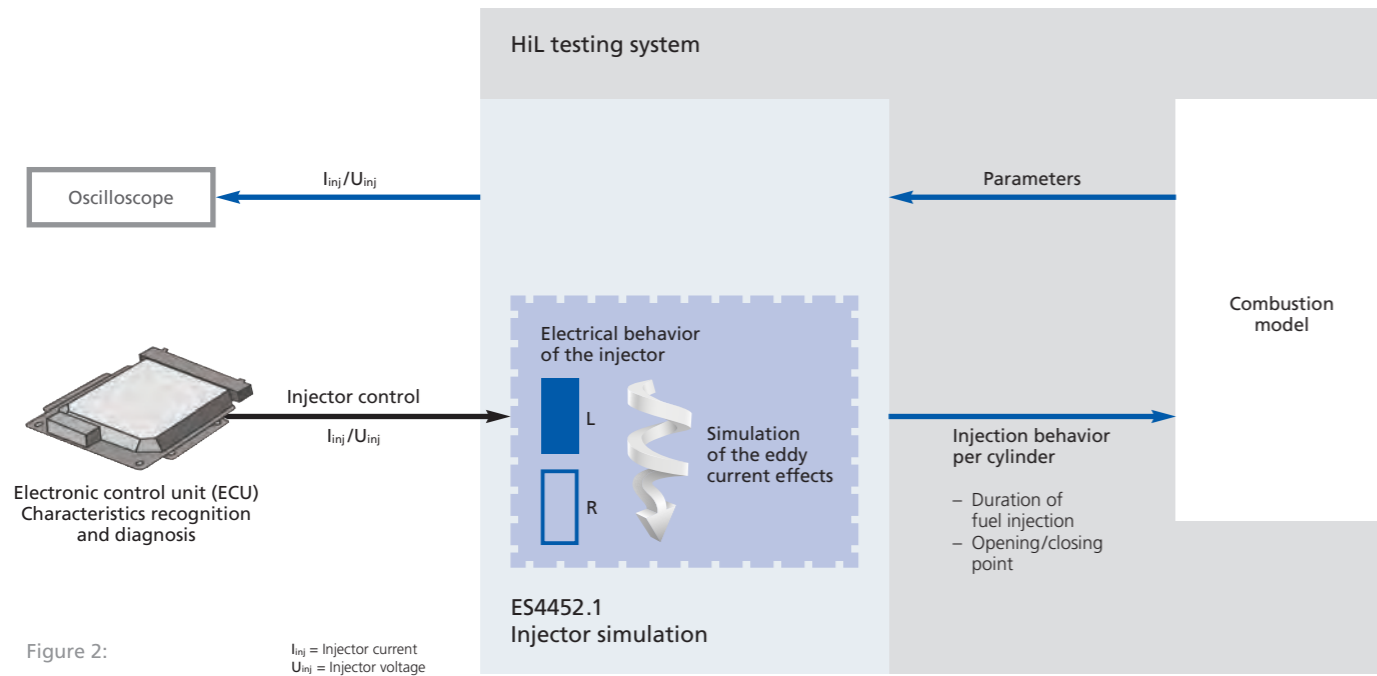 HiL testing system
Oscilloscope
Iinj/Uinj
Parameters
Combustion
model
Electrical behavior
of the injector
L
R
Simulation
of the eddy
current effects
Injector control
Iinj/Uinj
Electronic control unit (ECU)
Characteristics recognition
and diagnosis
Injection behavior
per cylinder
– Duration of
fuel injection
– Opening/closing
point
ES4452.1
Injector simulation
Figure 2:
Iinj = Injector current
Uinj = Injector voltage